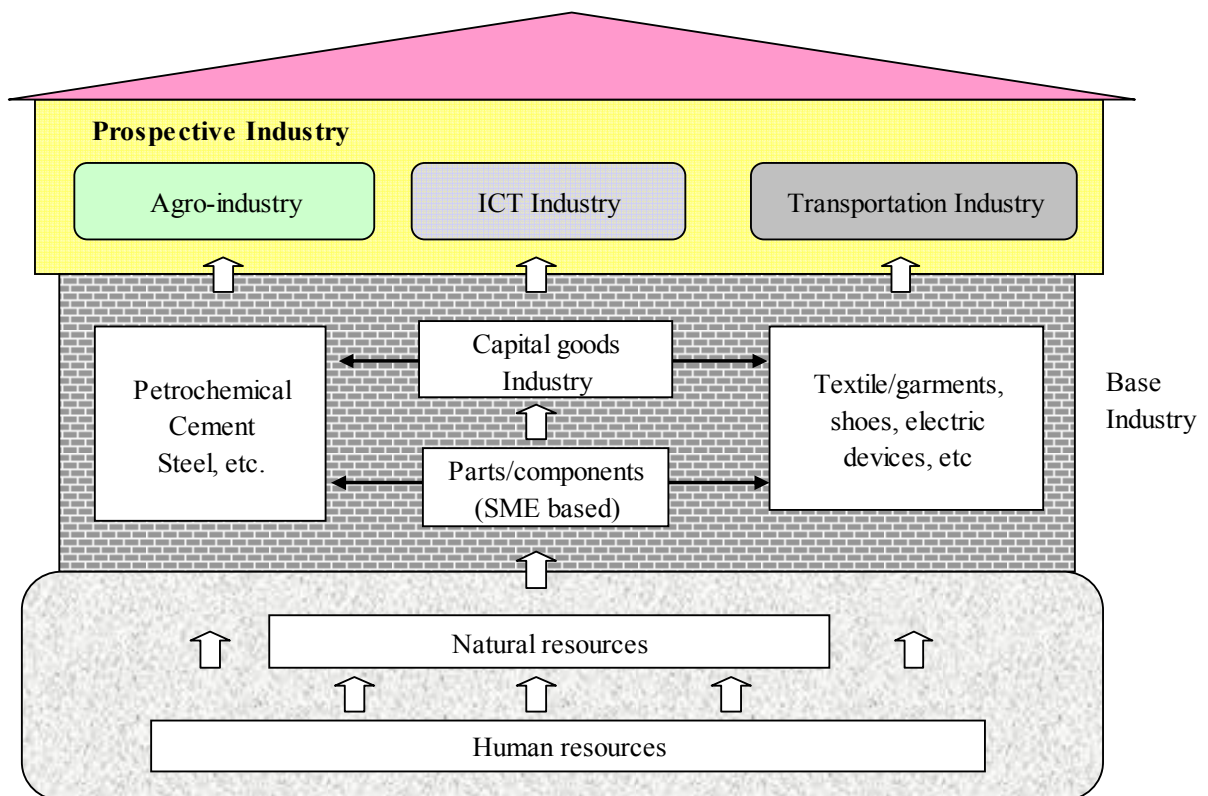 Prospective Industry
Agro-industry
ICT Industry
Transportation Industry
Petrochemical
Cement
Steel, etc.
Capital goods
Industry
Parts/components
(SME based)
Textile/garments,
shoes, electric
devices, etc
Base
Industry
Natural resources
Human resources